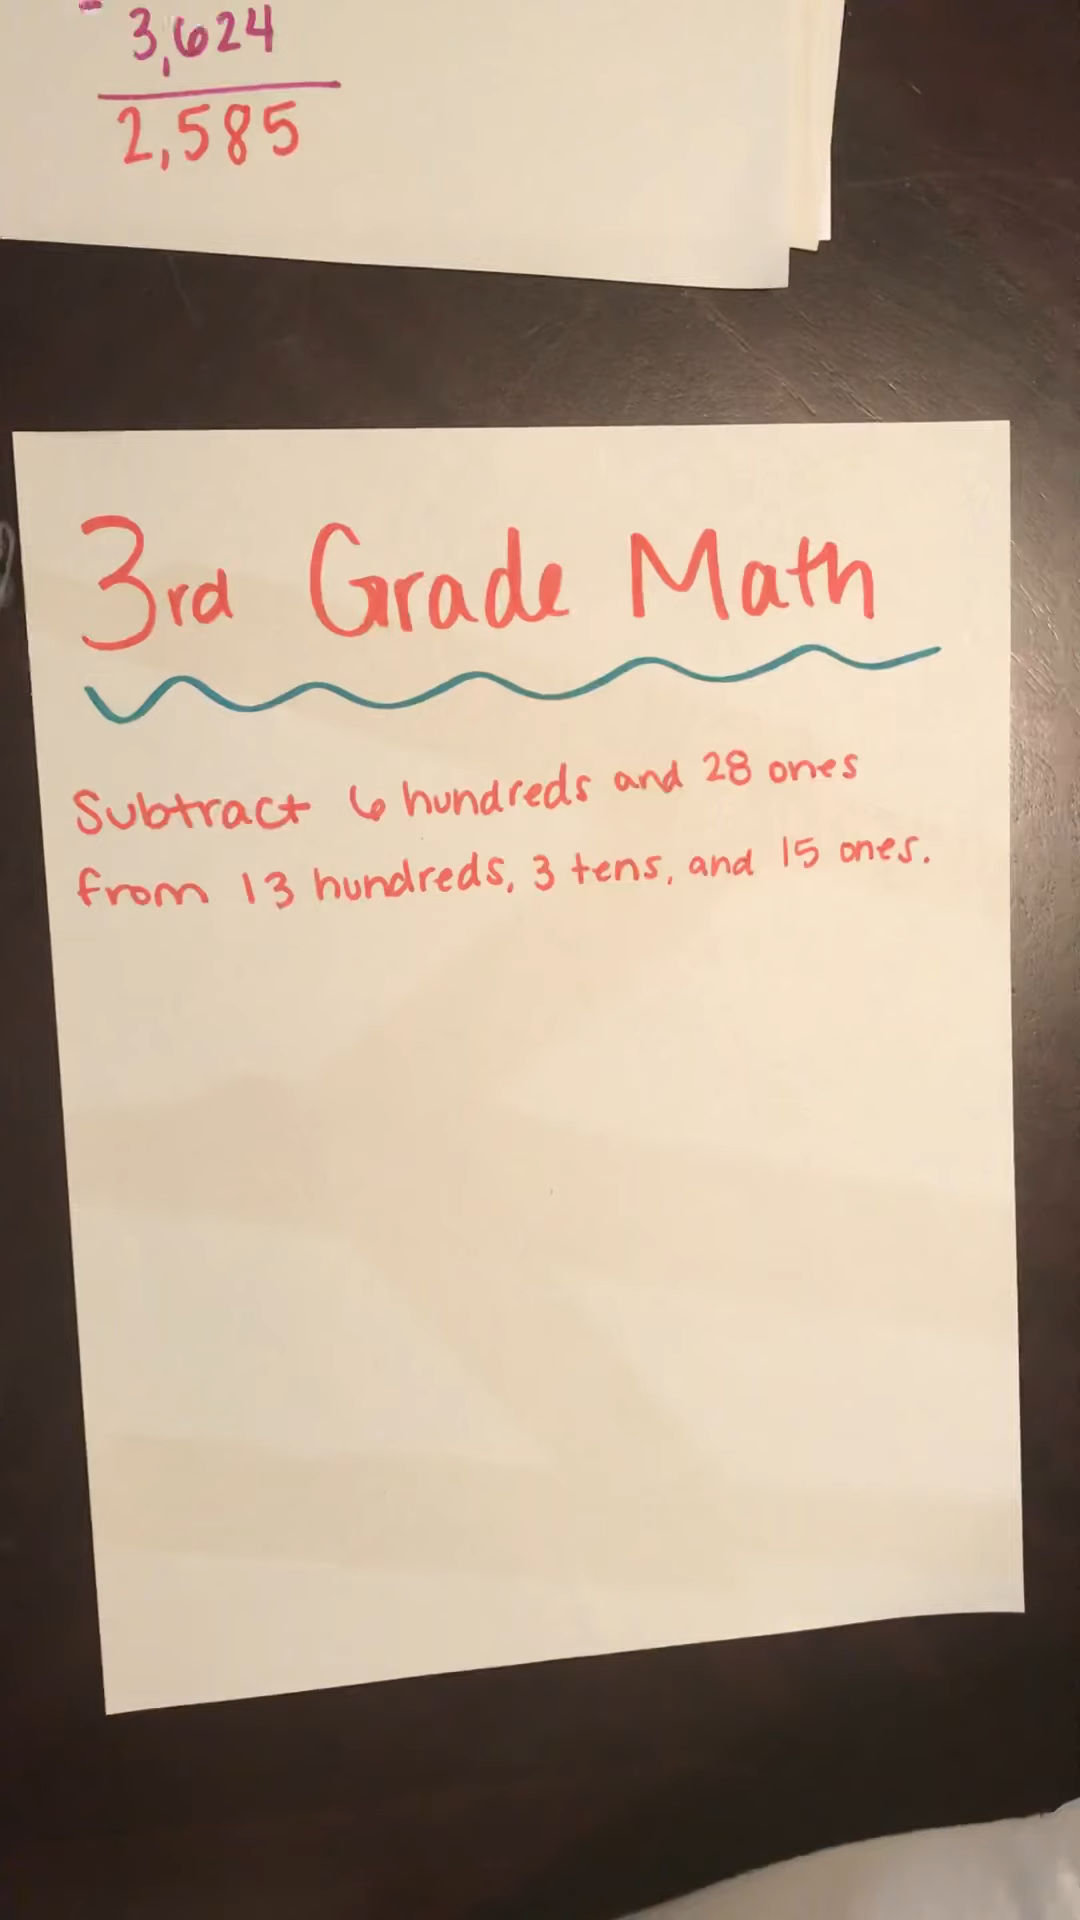 - 3,624
2,585
3rd Grade Math
Subtract 6 hundreds and 28 ones
from 13 hundreds, 3 tens, and 15 ones.